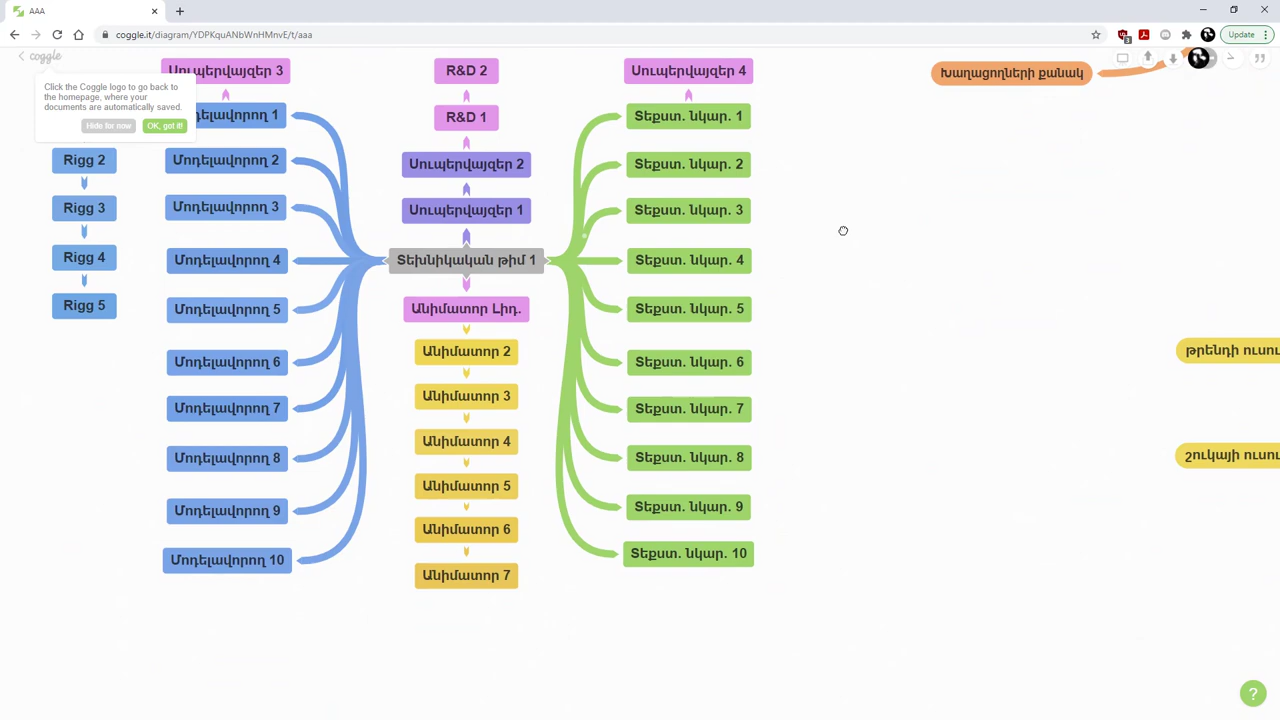 AAA
coggle.it/diagram/YDPKquANbWnHMnvE/t/aaa
Update
3
coggle
Click the Coggle logo to go back to
the homepage, where your
documents are automatically saved.
Hide for now
OK, got it!
Սուպերվայզեր 3
R&D 2
Սուպերվայզեր 4
Խաղացողների քանակ
R&D 1
Տեքստ. նկար. 1
Rigg 2
Մոդելավորող 2
Սուպերվայզեր 2
Տեքստ. նկար. 2
Rigg 3
Մոդելավորող 3
Սուպերվայզեր 1
Տեքստ. նկար. 3
Rigg 4
Մոդելավորող 4
Տեխնիկական թիմ 1
Տեքստ. նկար. 4
Rigg 5
Մոդելավորող 5
Անիմատոր Լիդ.
Տեքստ. նկար. 5
Մոդելավորող 6
Անիմատոր 2
Տեքստ. նկար. 6
թրենդի
Մոդելավորող 7
Անիմատոր 3
Տեքստ. նկար. 7
Մոդելավորող 8
Անիմատոր 4
Տեքստ. նկար. 8
շուկայի
Մոդելավորող 9
Անիմատոր 5
Տեքստ. նկար. 9
Մոդելավորող 10
Անիմատոր 6
Տեքստ. նկար. 10
Անիմատոր 7
?